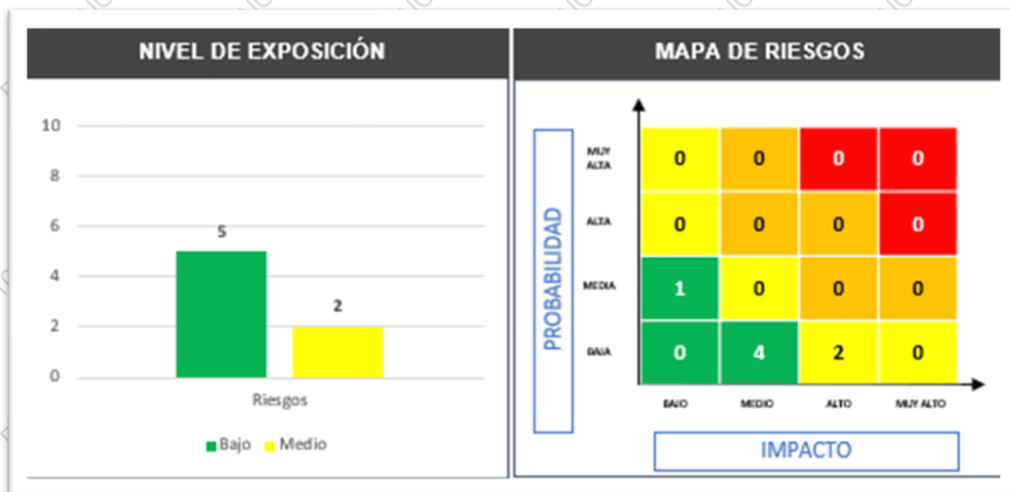 NIVEL DE EXPOSICIÓN
10
8
6
4
2
0
5
2
Riesgos
Bajo Medio
MAPA DE RIESGOS
PROBABILIDAD
MUY
ALTA
0 0 0 0
ALTA
0 0 0 0
MEDIA
1 0 0 0
BAJA
0 4 2 0
BAJO MEDIO ALTO MUY ALTO
IMPACTO